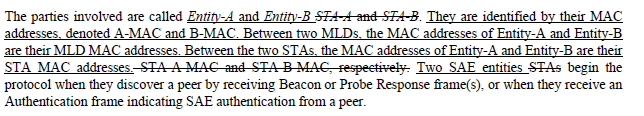 The parties involved are called Entity-A and Entity-B STA-A and STA-B. They are identified by their MAC
addresses, denoted A-MAC and B-MAC. Between two MLDs, the MAC addresses of Entity-A and Entity-B
are their MLD MAC addresses. Between the two STAs, the MAC addresses of Entity-A and Entity-B are their
STA MAC addresses. STA-A-MAC and STA-B-MAC, respectively. Two SAE entities STAs begin the
protocol when they discover a peer by receiving Beacon or Probe Response frame(s), or when they receive an
Authentication frame indicating SAE authentication from a peer.